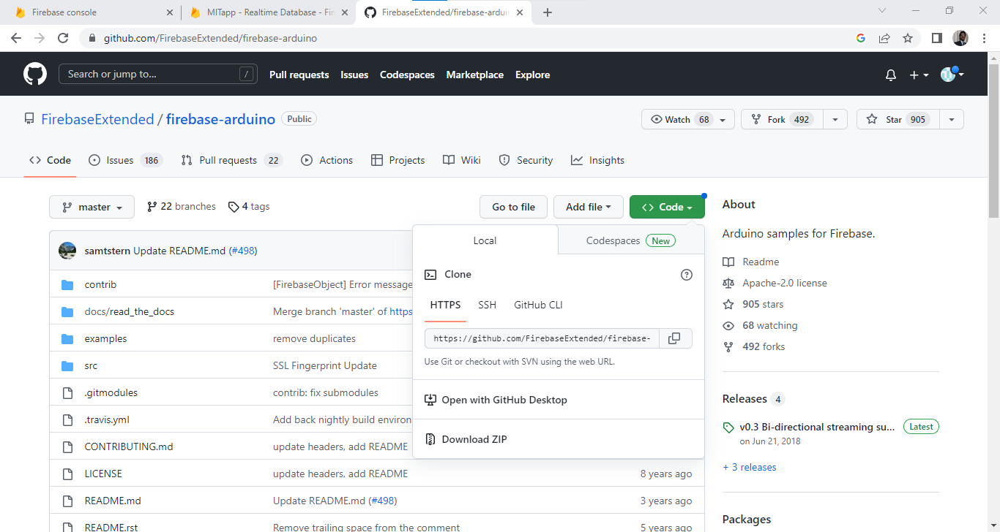 Firebase console
MITapp - Realtime Database - Fir
FirebaseExtended/firebase-ardui
github.com/FirebaseExtended/firebase-arduino
Search or jump to... /
Pull requests Issues Codespaces Marketplace Explore
FirebaseExtended / firebase-arduino Public
Watch 68 Fork 492 Star 905
Code Issues 186 Pull requests 22 Actions Projects Wiki Security Insights
master 22 branches 4 tags Go to file Add file Code
samtstern Update README.md (#498)
contrib [FirebaseObject] Error message
docs/read_the_docs Merge branch 'master' of https
examples remove duplicates
src SSL Fingerprint Update
.gitmodules contrib: fix submodules
.travis.yml Add back nightly build environ
CONTRIBUTING.md update headers, add README
LICENSE update headers, add README 8 years ago
README.md Update README.md (#498) 3 years ago
README.rst Remove trailing space from the comment 5 years ago
Local Codespaces New
Clone
HTTPS SSH GitHub CLI
https://github.com/FirebaseExtended/firebase-
Use Git or checkout with SVN using the web URL.
Open with GitHub Desktop
Download ZIP
About
Arduino samples for Firebase.
Readme
Apache-2.0 license
905 stars
68 watching
492 forks
Releases 4
v0.3 Bi-directional streaming su... Latest
on Jun 21, 2018
+ 3 releases
Packages